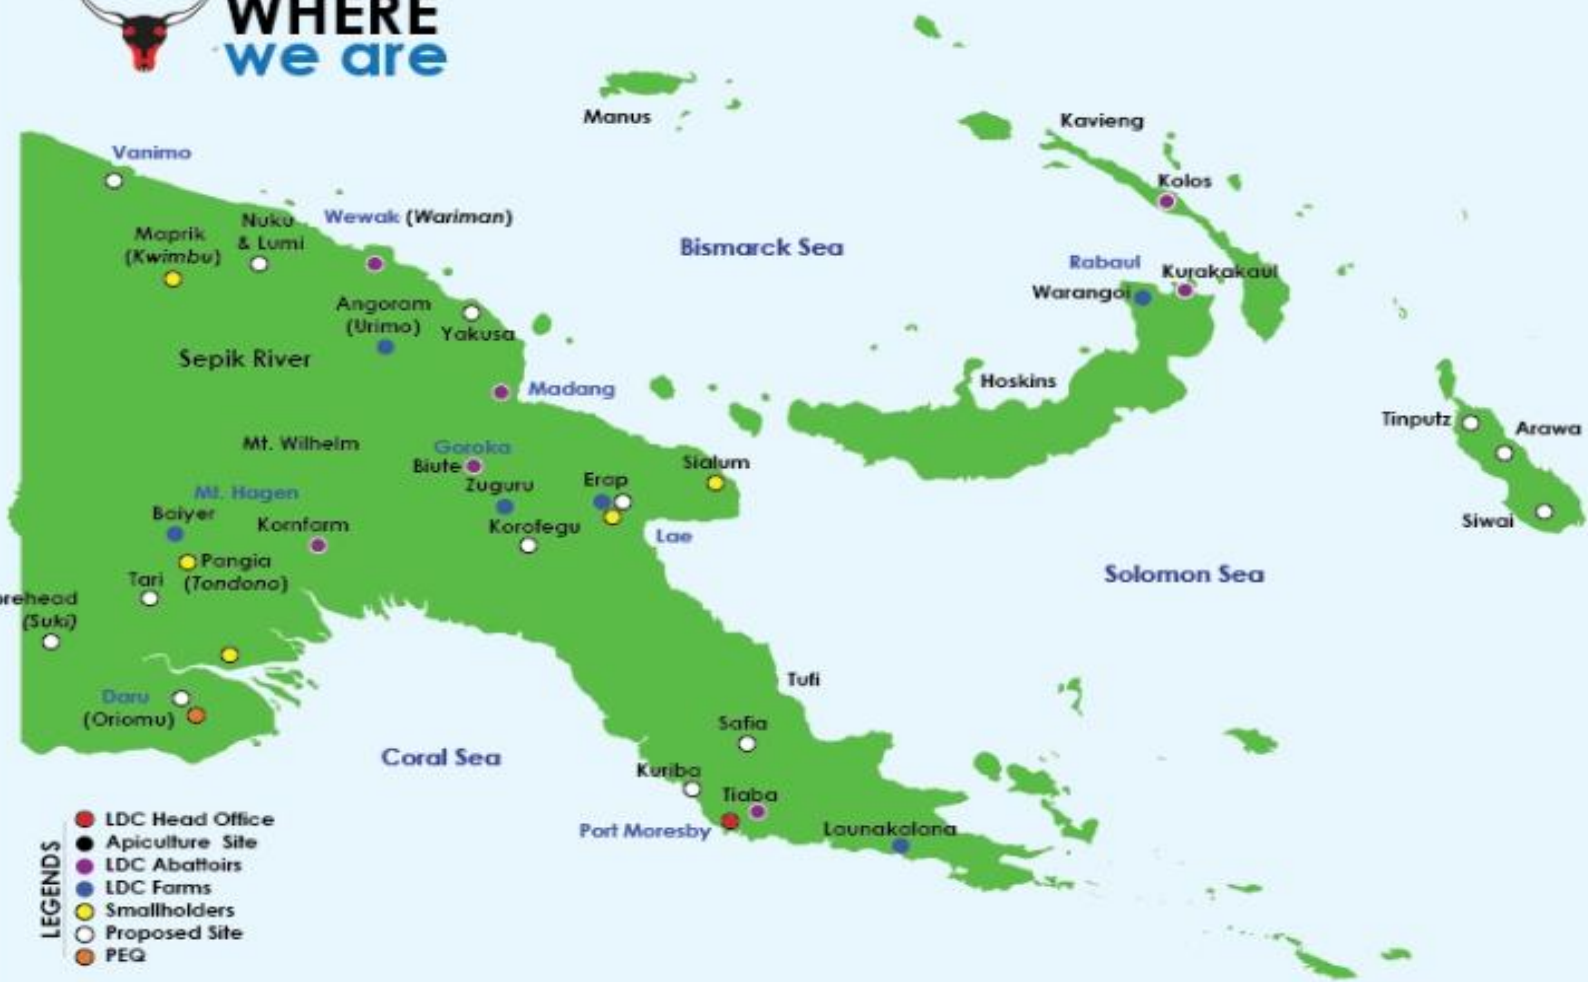 WHERE
we are
Manus
Kavieng
Vanimo
Kolos
Nuku
& Lumi
Wewak (Wariman)
Maprik
(Kwimbu)
Bismarck Sea
Rabaul
Kurakakaul
Warangoi
Angoram
(Urimo)
Yakusa
Sepik River
Hoskins
Madang
Tinputz
Arawa
Mt. Wilhelm
Goroka
Biute
Sialum
Zuguru
Erap
Mt. Hagen
Baiyer
Kornfarm
Korofegu
Siwai
Lae
Pangia
(Tondono)
Tari
Solomon Sea
orehead
(Suki)
Tufi
Daru
(Oriomu)
Safia
Coral Sea
Kuriba
Tiaba
Port Moresby
Launakalana
LEGENDS
LDC Head Office
Apiculture Site
LDC Abattoirs
LDC Farms
Smallholders
Proposed Site
PEQ